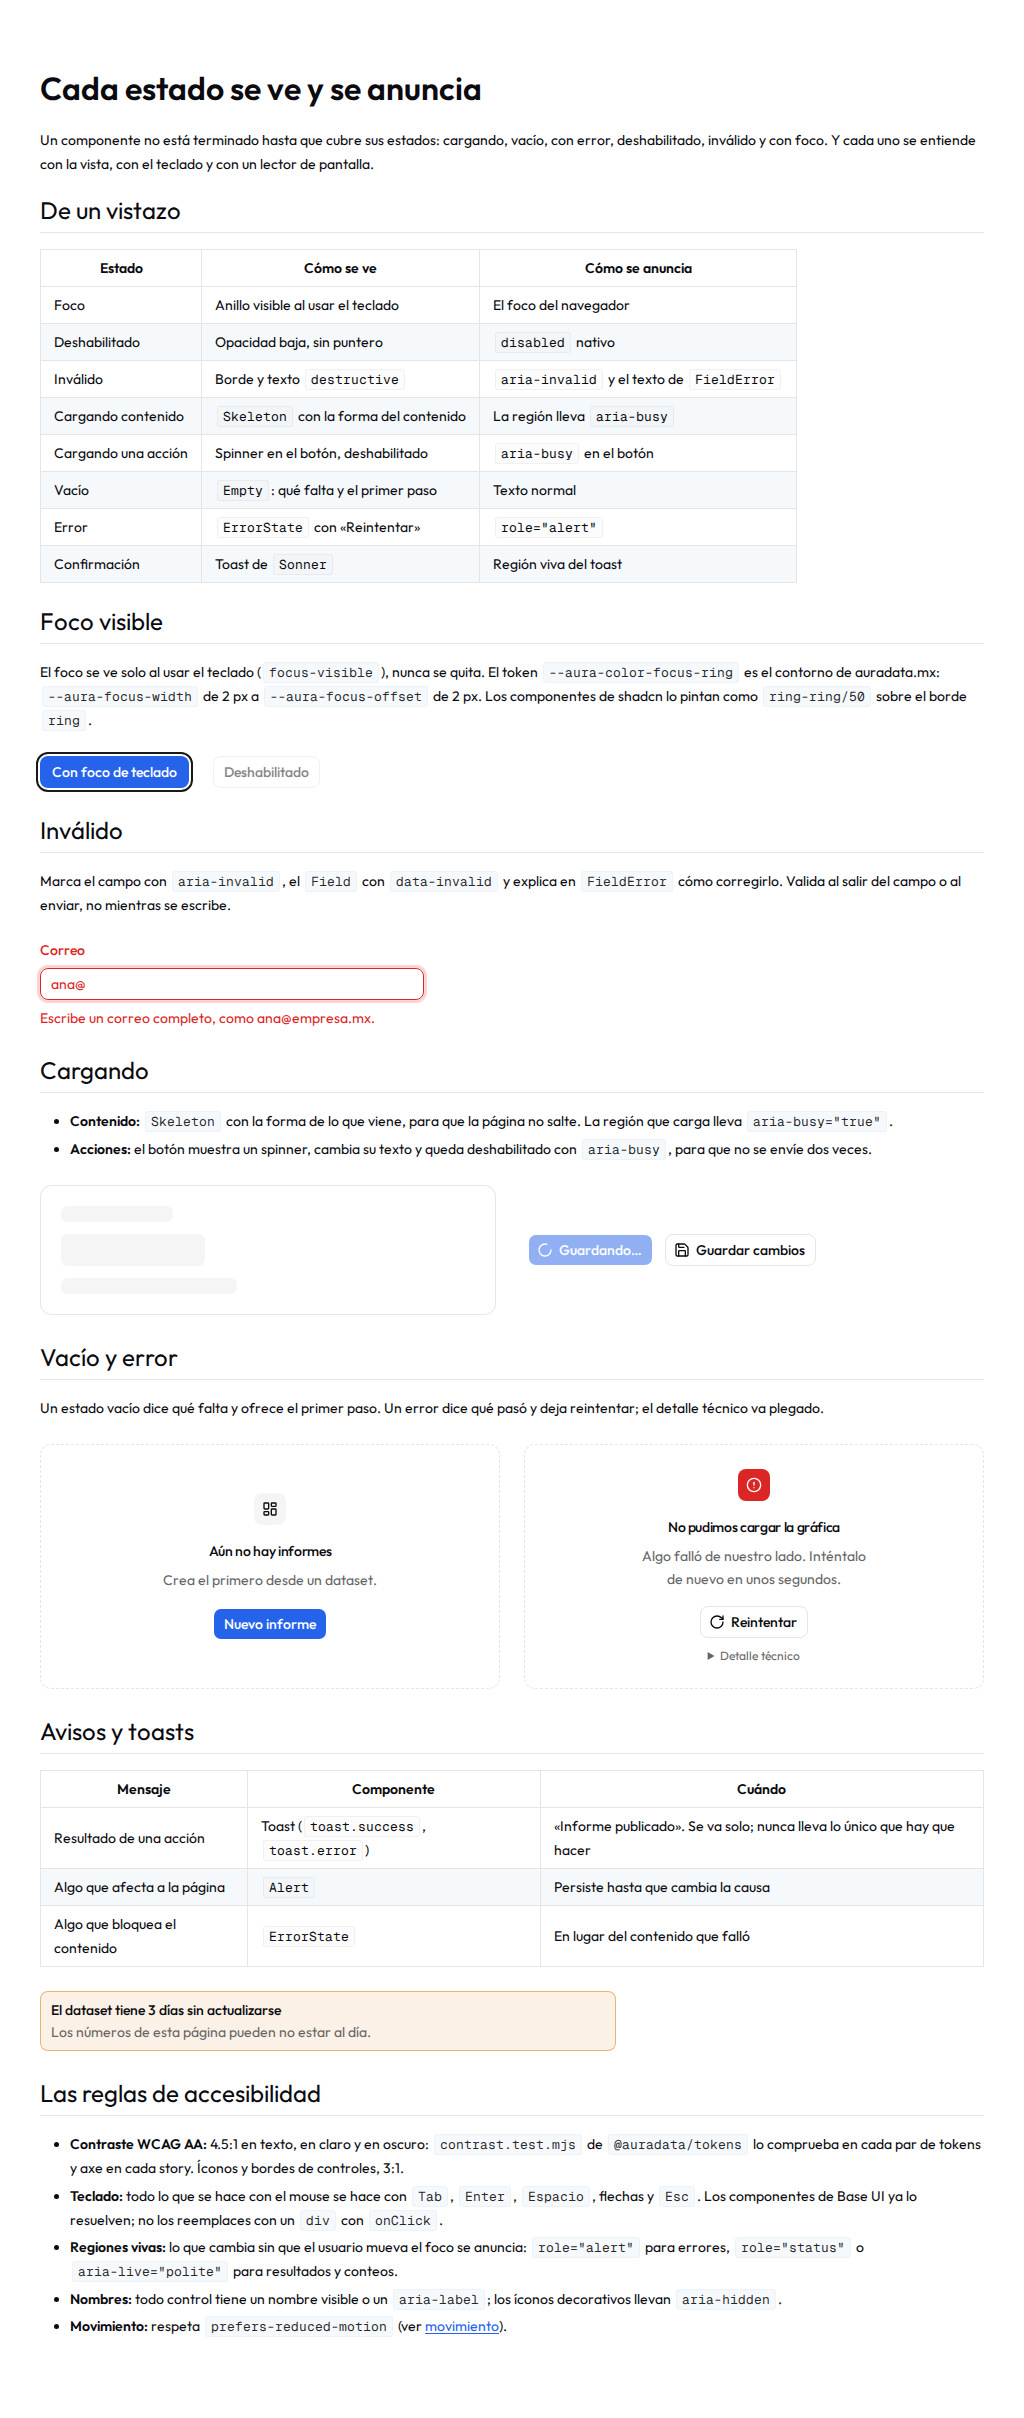 Cada estado se ve y se anuncia
Un componente no está terminado hasta que cubre sus estados: cargando, vacío, con error, deshabilitado, inválido y con foco. Y cada uno se entiende
con la vista, con el teclado y con un lector de pantalla.
De un vistazo
Estado Cómo se ve Cómo se anuncia
Foco Anillo visible al usar el teclado El foco del navegador
Deshabilitado Opacidad baja, sin puntero disabled nativo
Inválido Borde y texto destructive aria-invalid y el texto de FieldError
Cargando contenido Skeleton con la forma del contenido La región lleva aria-busy
Cargando una acción Spinner en el botón, deshabilitado aria-busy en el botón
Vacío Empty : qué falta y el primer paso Texto normal
Error ErrorState con «Reintentar» role="alert"
Confirmación Toast de Sonner Región viva del toast
Foco visible
El foco se ve solo al usar el teclado ( focus-visible ), nunca se quita. El token --aura-color-focus-ring es el contorno de auradata.mx:
--aura-focus-width de 2 px a --aura-focus-offset de 2 px. Los componentes de shadcn lo pintan como ring-ring/50 sobre el borde
ring .
Con foco de teclado Deshabilitado
Inválido
Marca el campo con aria-invalid , el Field con data-invalid y explica en FieldError cómo corregirlo. Valida al salir del campo o al
enviar, no mientras se escribe.
Correo
ana@
Escribe un correo completo, como ana@empresa.mx.
Cargando
Contenido: Skeleton con la forma de lo que viene, para que la página no salte. La región que carga lleva aria-busy="true" .
Acciones: el botón muestra un spinner, cambia su texto y queda deshabilitado con aria-busy , para que no se envíe dos veces.
Guardando… Guardar cambios
Vacío y error
Un estado vacío dice qué falta y ofrece el primer paso. Un error dice qué pasó y deja reintentar; el detalle técnico va plegado.
Aún no hay informes
Crea el primero desde un dataset.
Nuevo informe
No pudimos cargar la gráfica
Algo falló de nuestro lado. Inténtalo
de nuevo en unos segundos.
Reintentar
Detalle técnico
Avisos y toasts
Mensaje Componente Cuándo
Resultado de una acción Toast ( toast.success , toast.error ) «Informe publicado». Se va solo; nunca lleva lo único que hay que hacer
Algo que afecta a la página Alert Persiste hasta que cambia la causa
Algo que bloquea el contenido ErrorState En lugar del contenido que falló
El dataset tiene 3 días sin actualizarse
Los números de esta página pueden no estar al día.
Las reglas de accesibilidad
Contraste WCAG AA: 4.5:1 en texto, en claro y en oscuro: contrast.test.mjs de @auradata/tokens lo comprueba en cada par de tokens
y axe en cada story. Íconos y bordes de controles, 3:1.
Teclado: todo lo que se hace con el mouse se hace con Tab , Enter , Espacio , flechas y Esc . Los componentes de Base UI ya lo
resuelven; no los reemplaces con un div con onClick .
Regiones vivas: lo que cambia sin que el usuario mueva el foco se anuncia: role="alert" para errores, role="status" o
aria-live="polite" para resultados y conteos.
Nombres: todo control tiene un nombre visible o un aria-label ; los íconos decorativos llevan aria-hidden .
Movimiento: respeta prefers-reduced-motion (ver movimiento).